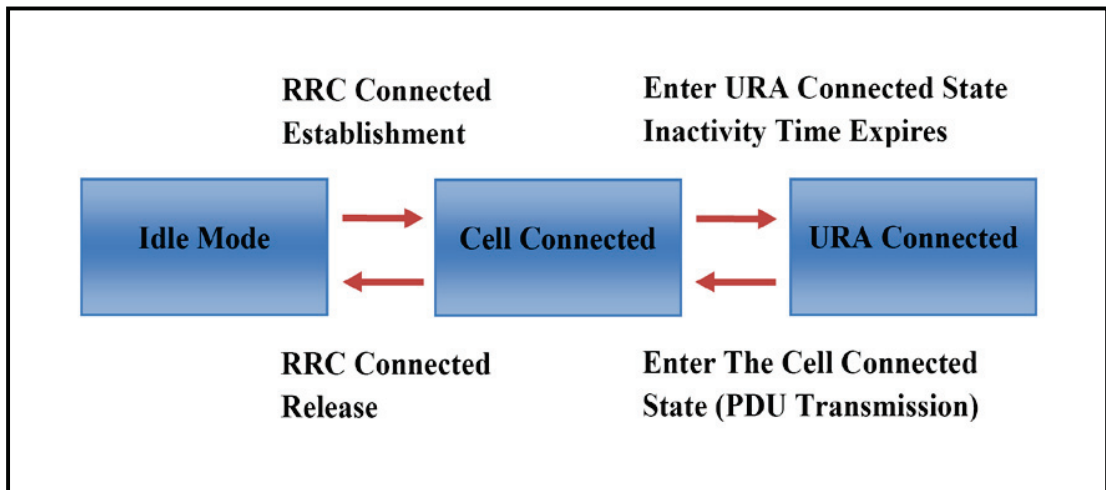 RRC Connected
Establishment
Enter URA Connected State
Inactivity Time Expires
Idle Mode
Cell Connected
URA Connected
RRC Connected
Release
Enter The Cell Connected
State (PDU Transmission)